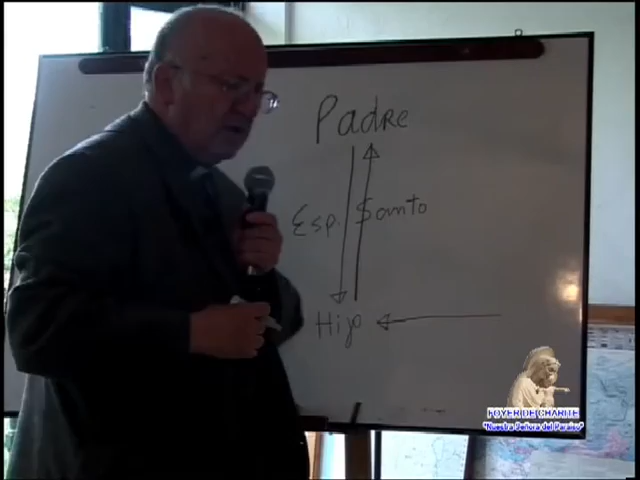 Padre
Esp. Santo
Hijo
FOYER DE CHARITE
"Nuestra Señora del Paraíso"